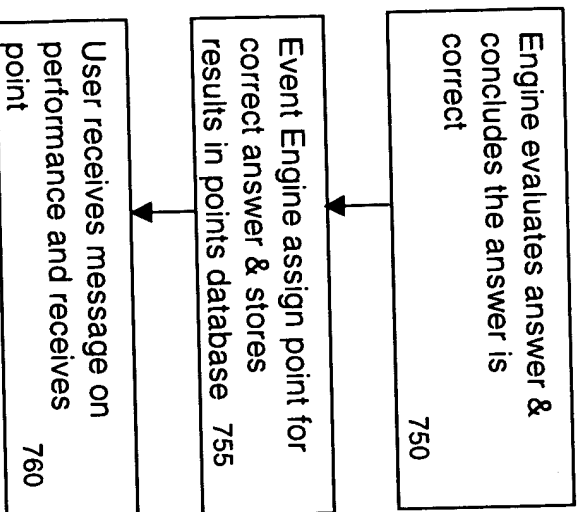 Engine evaluates answer &
concludes the answer is
correct
750
Event Engine assign point for
correct answer & stores
results in points database 755
User receives message on
performance and receives
point
760